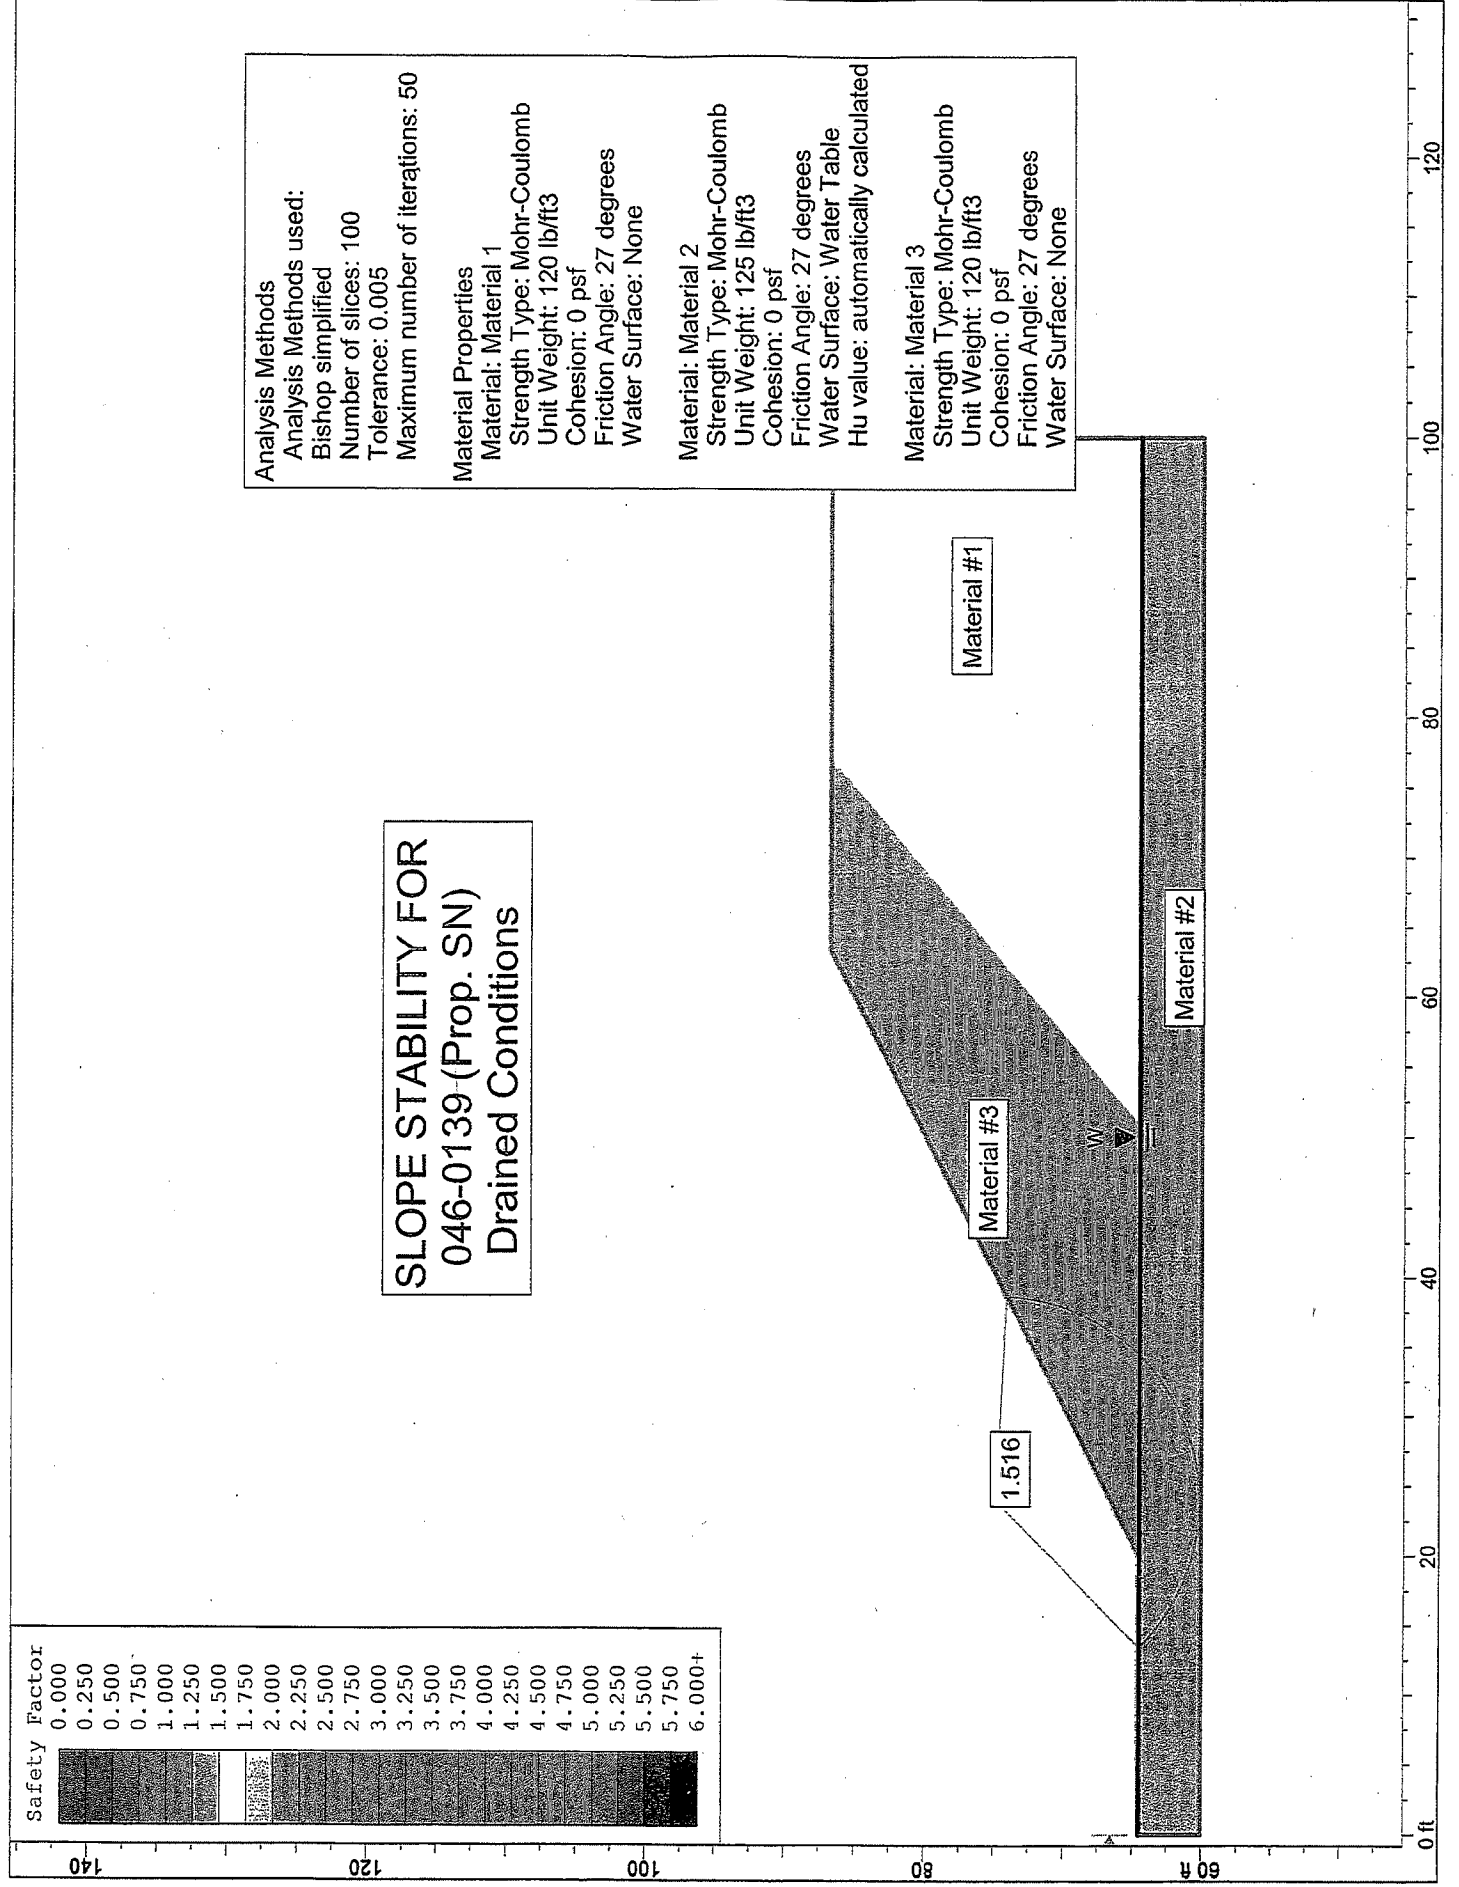 Safety Factor
0.000
0.250
0.500
0.750
1.000
1.250
1.500
1.750
2.000
2.250
2.500
2.750
3.000
3.250
3.500
3.750
4.000
4.250
4.500
4.750
5.000
5.250
5.500
5.750
6.000+
SLOPE STABILITY FOR
046-0139 (Prop. SN)
Drained Conditions
Analysis Methods
Analysis Methods used:
Bishop simplified
Number of slices: 100
Tolerance: 0.005
Maximum number of iterations: 50
Material Properties
Material: Material 1
Strength Type: Mohr-Coulomb
Unit Weight: 120 lb/ft3
Cohesion: 0 psf
Friction Angle: 27 degrees
Water Surface: None
Material: Material 2
Strength Type: Mohr-Coulomb
Unit Weight: 125 lb/ft3
Cohesion: 0 psf
Friction Angle: 27 degrees
Water Surface: Water Table
Hu value: automatically calculated
Material: Material 3
Strength Type: Mohr-Coulomb
Unit Weight: 120 lb/ft3
Cohesion: 0 psf
Friction Angle: 27 degrees
Water Surface: None
1.516
Material #3
W
Material #1
Material #2
140
120
100
80
60 ft
0 ft
20
40
60
80
100
120